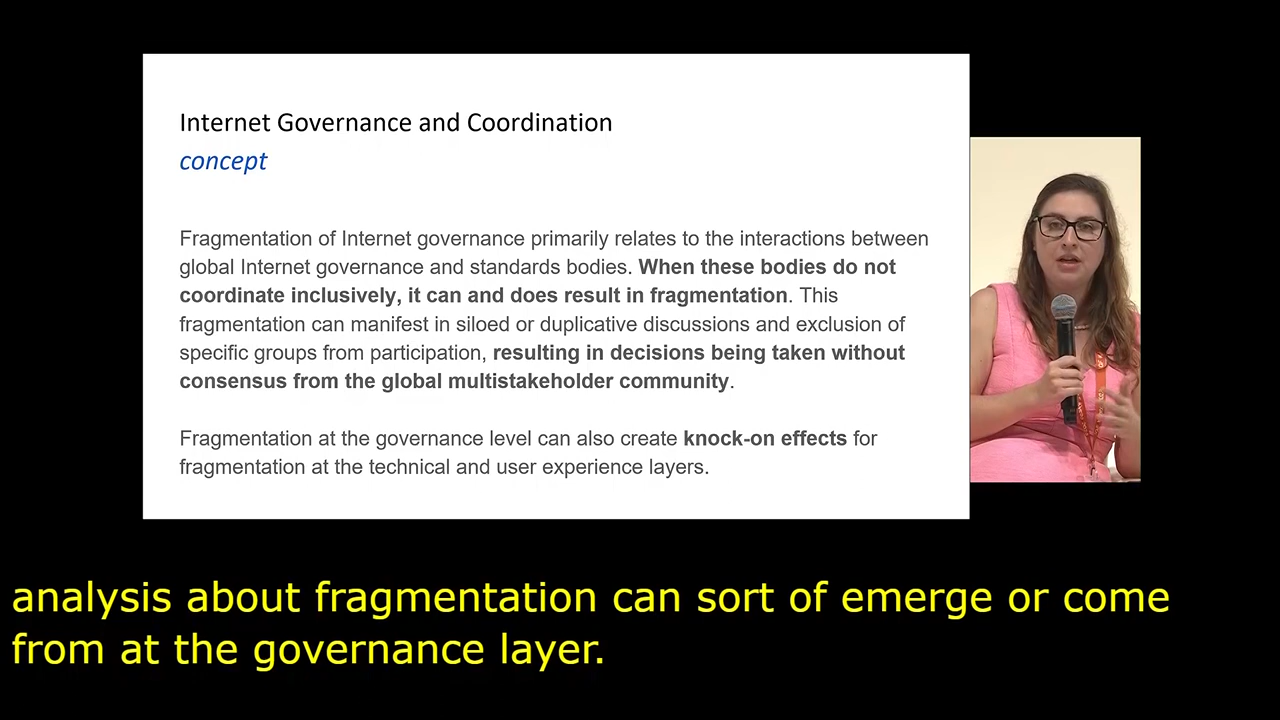 Internet Governance and Coordination
concept
Fragmentation of Internet governance primarily relates to the interactions between
global Internet governance and standards bodies. When these bodies do not
coordinate inclusively, it can and does result in fragmentation. This
fragmentation can manifest in siloed or duplicative discussions and exclusion of
specific groups from participation, resulting in decisions being taken without
consensus from the global multistakeholder community.
Fragmentation at the governance level can also create knock-on effects for
fragmentation at the technical and user experience layers.
analysis about fragmentation can sort of emerge or come
from at the governance layer.